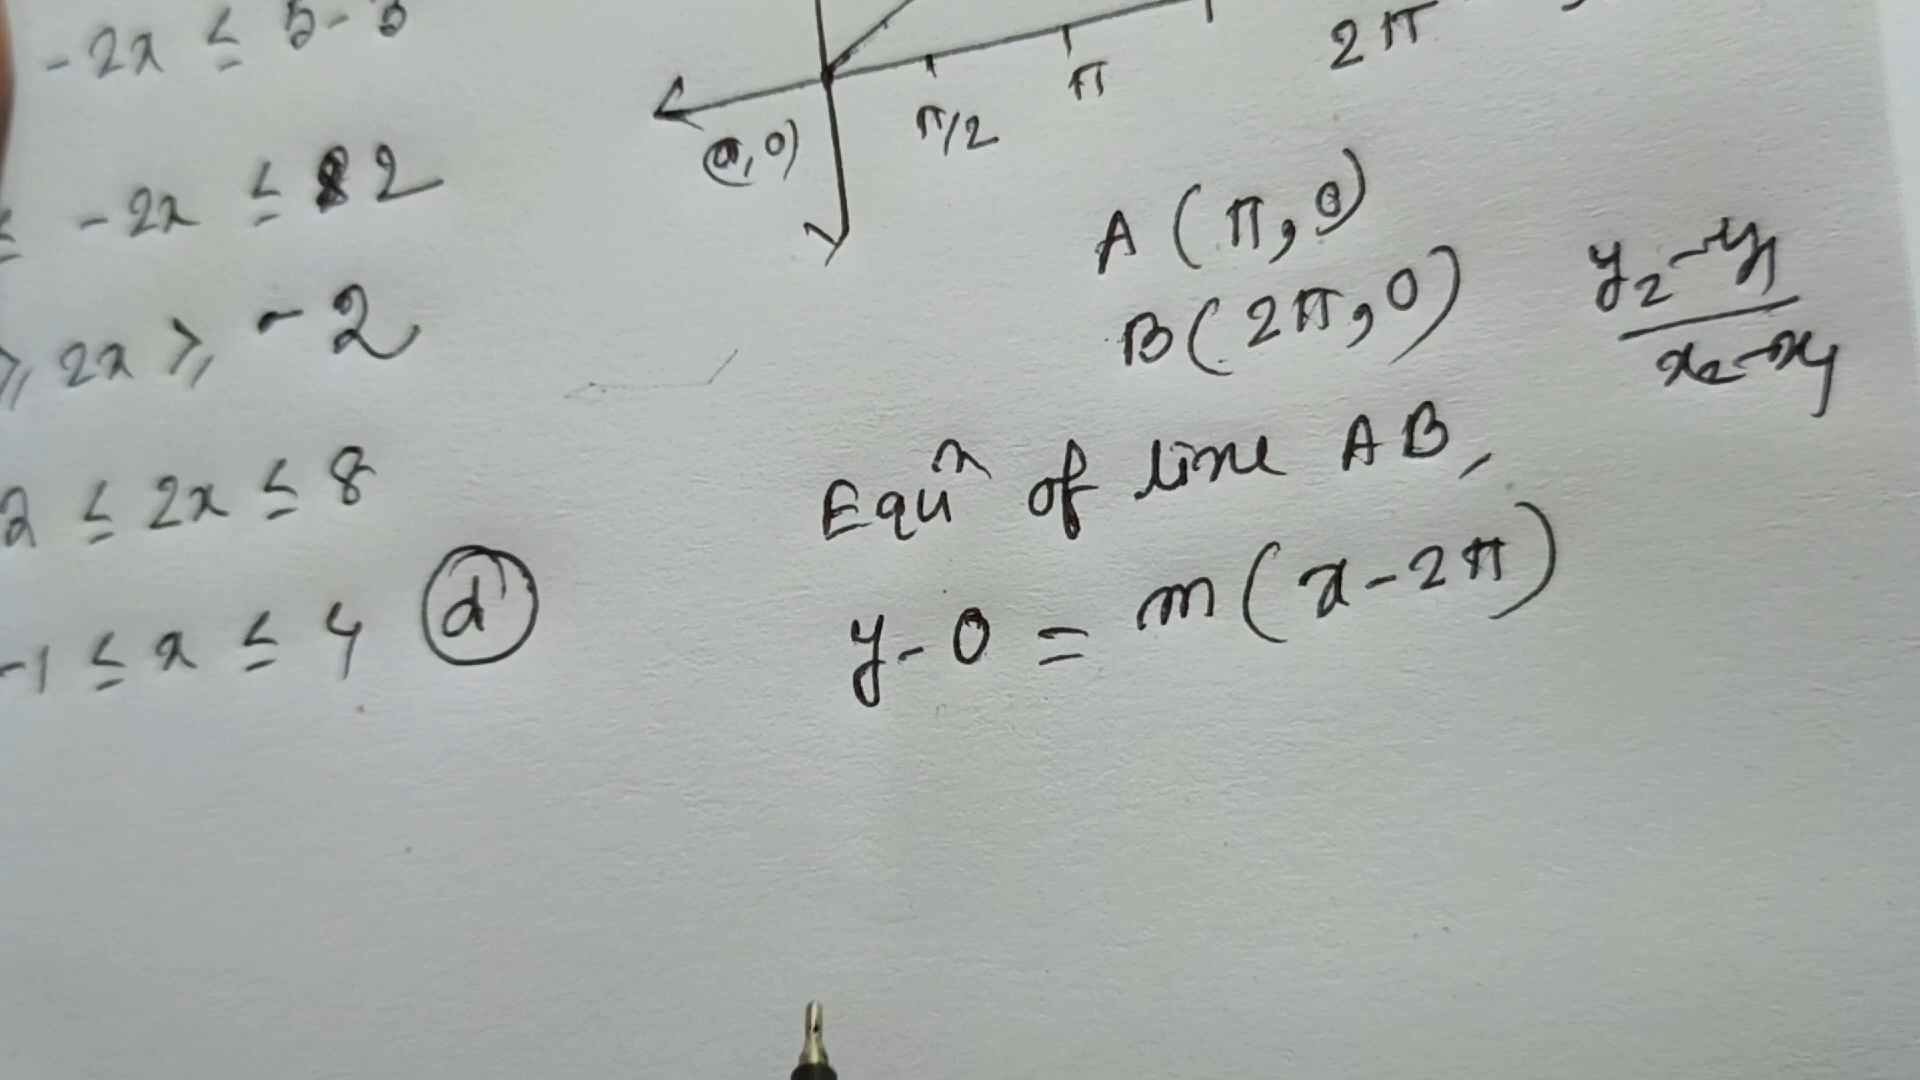 -2x ≤ 5-
≤ -2x ≤ 2
≥ 2x ≥ -2
2 ≤ 2x ≤ 8
-1 ≤ x ≤ 4 (d)
(0,0)
π/2
π
2π
A (π, 0)
B (2π, 0)
y₂-y₁
x₂-x₁
Equⁿ of line AB,
y-0 = m(x-2π)